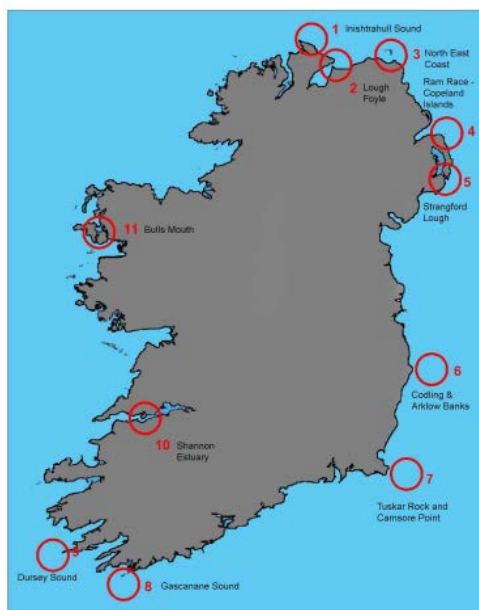 1
Inishtrahull Sound
3
North East
Coast
2
Lough
Foyle
Ram Race -
Copeland
Islands
4
5
Strangford
Lough
11
Bulls Mouth
6
Codling &
Arklow Banks
10
Shannon
Estuary
7
Tuskar Rock and
Carnsore Point
9
Dursey Sound
8
Gascanane Sound